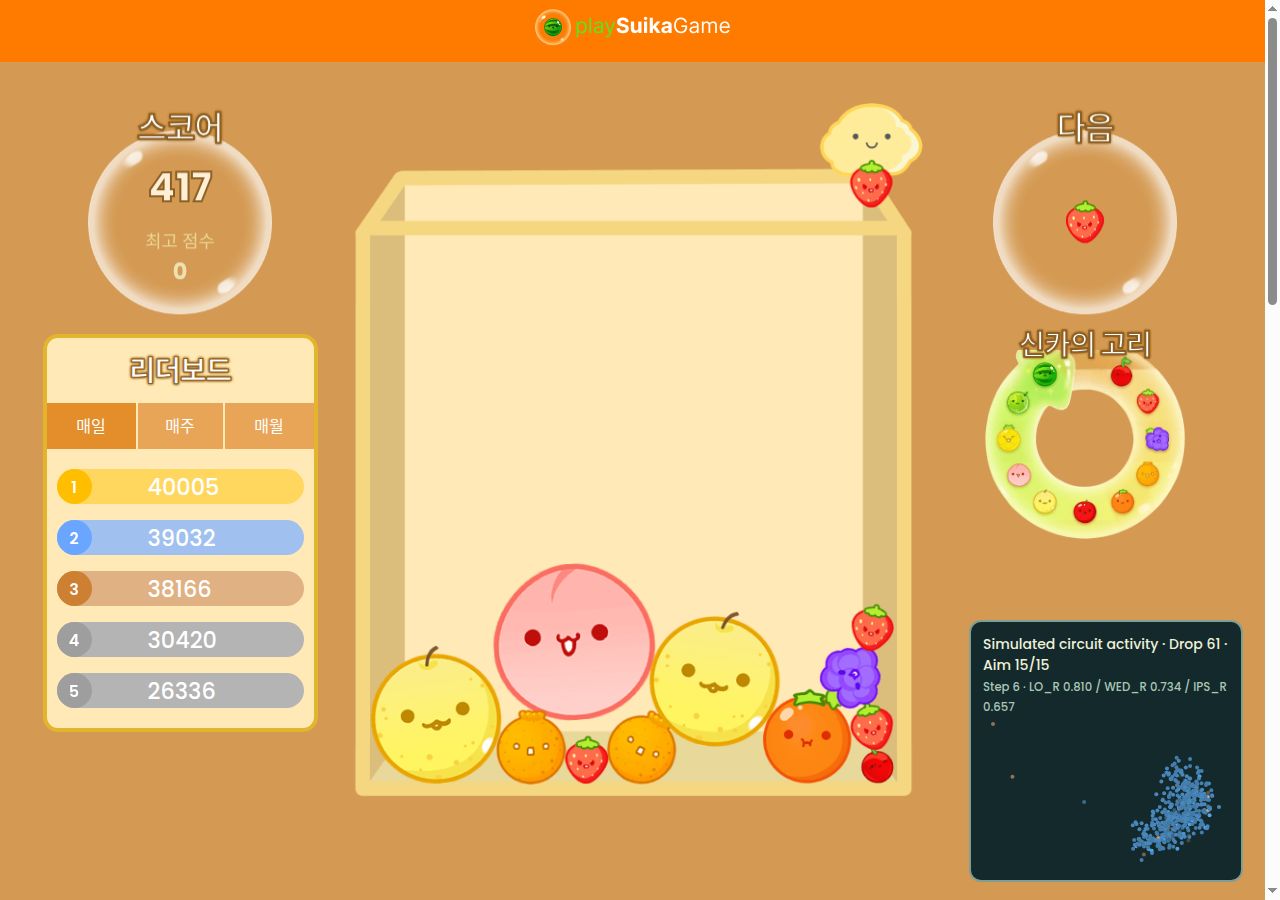 playSuikaGame
스코어
417
최고 점수
0
다음
신카의 고리
리더보드
매일 매주 매월
1 40005
2 39032
3 38166
4 30420
5 26336
Simulated circuit activity · Drop 61 ·
Aim 15/15
Step 6 · LO_R 0.810 / WED_R 0.734 / IPS_R
0.657